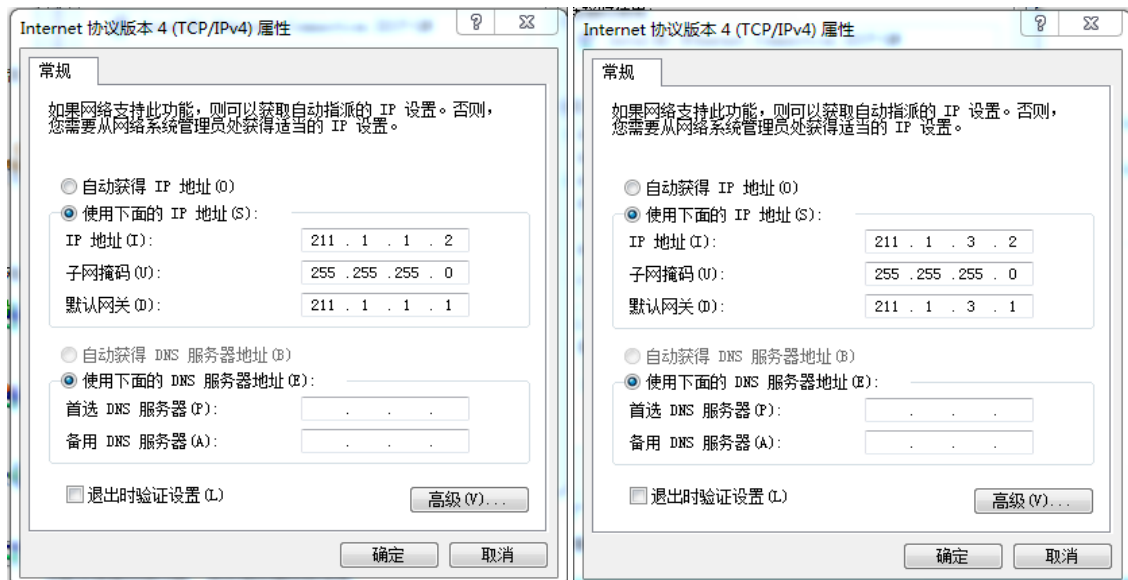 Internet 协议版本 4 (TCP/IPv4) 属性
常规
如果网络支持此功能，则可以获取自动指派的 IP 设置。否则，
您需要从网络系统管理员处获得适当的 IP 设置。
自动获得 IP 地址(O)
使用下面的 IP 地址(S):
IP 地址(I): 211 . 1 . 1 . 2
子网掩码(U): 255 .255 .255 . 0
默认网关(D): 211 . 1 . 1 . 1
自动获得 DNS 服务器地址(B)
使用下面的 DNS 服务器地址(E):
首选 DNS 服务器(P): . . .
备用 DNS 服务器(A): . . .
退出时验证设置(L)
高级(V)...
确定 取消
Internet 协议版本 4 (TCP/IPv4) 属性
常规
如果网络支持此功能，则可以获取自动指派的 IP 设置。否则，
您需要从网络系统管理员处获得适当的 IP 设置。
自动获得 IP 地址(O)
使用下面的 IP 地址(S):
IP 地址(I): 211 . 1 . 3 . 2
子网掩码(U): 255 .255 .255 . 0
默认网关(D): 211 . 1 . 3 . 1
自动获得 DNS 服务器地址(B)
使用下面的 DNS 服务器地址(E):
首选 DNS 服务器(P): . . .
备用 DNS 服务器(A): . . .
退出时验证设置(L)
高级(V)...
确定 取消